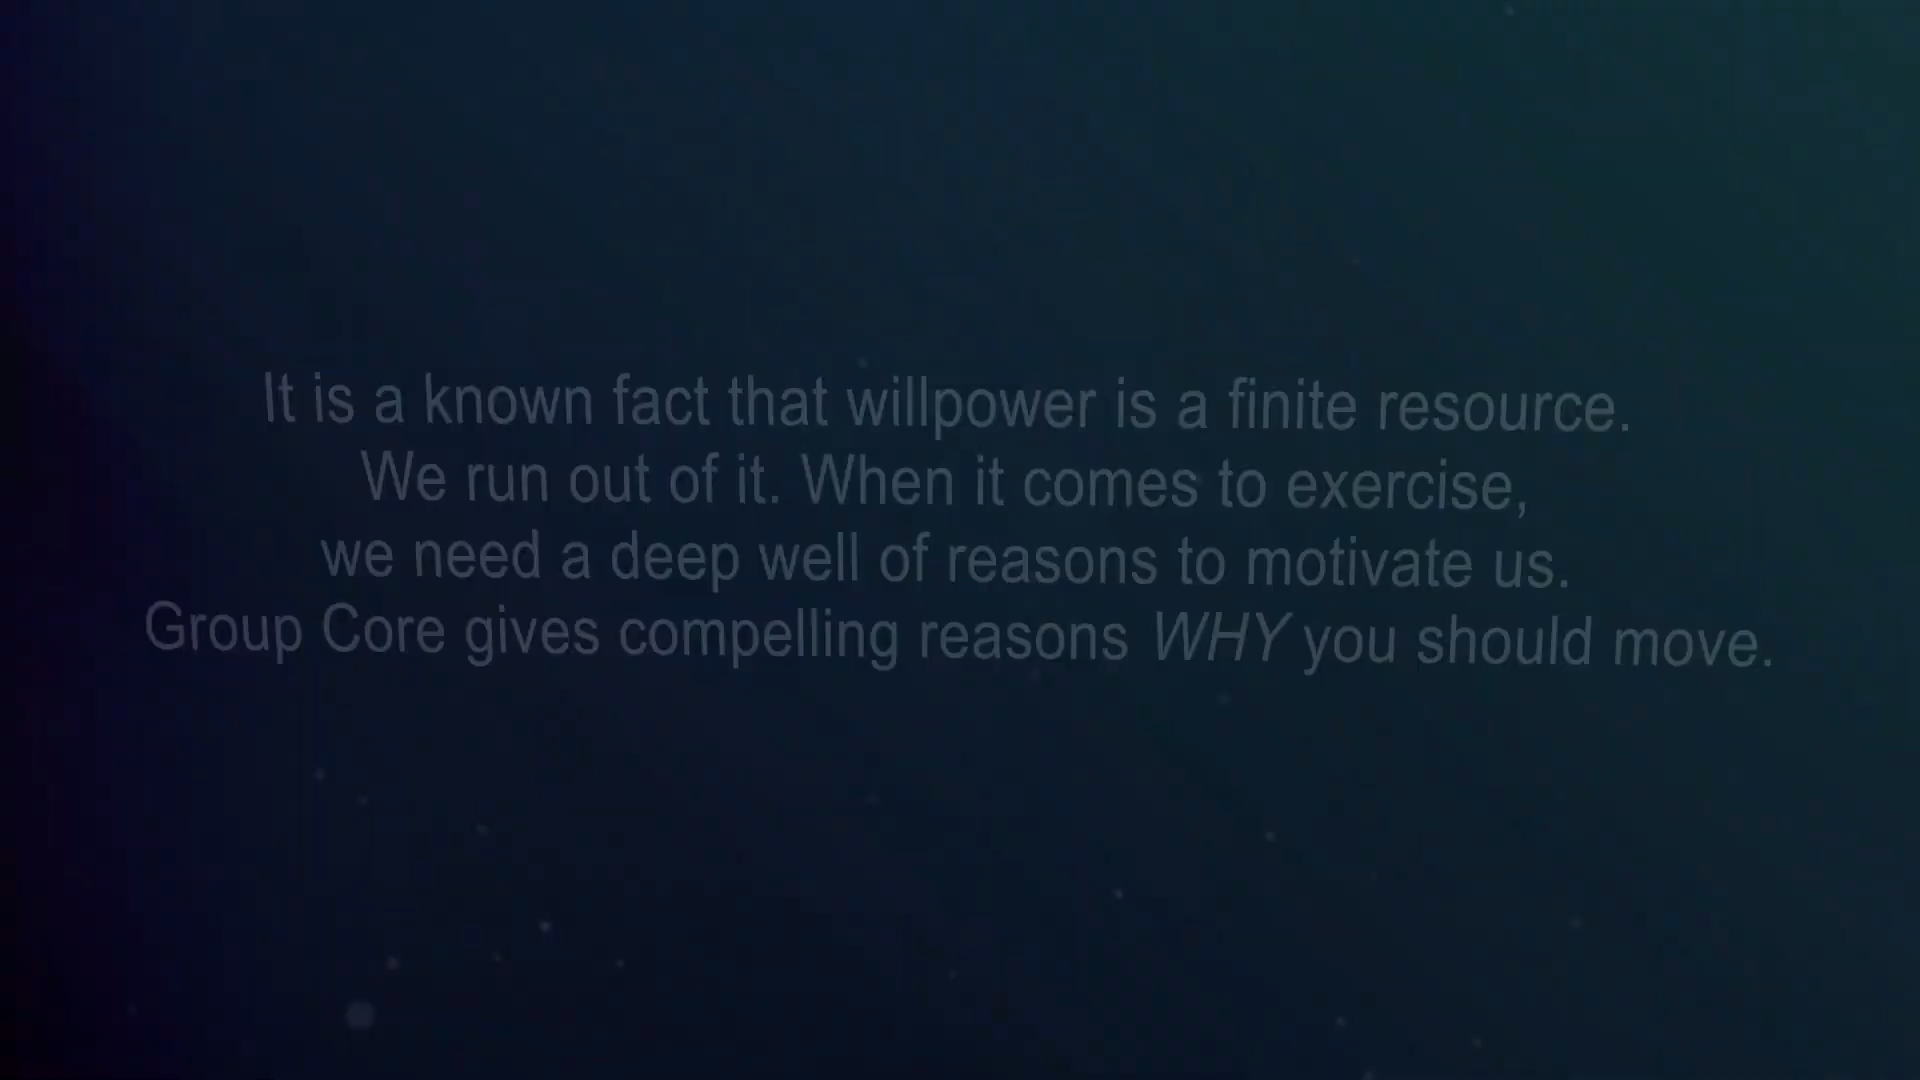 It is a known fact that willpower is a finite resource.
We run out of it. When it comes to exercise,
we need a deep well of reasons to motivate us.
Group Core gives compelling reasons WHY you should move.